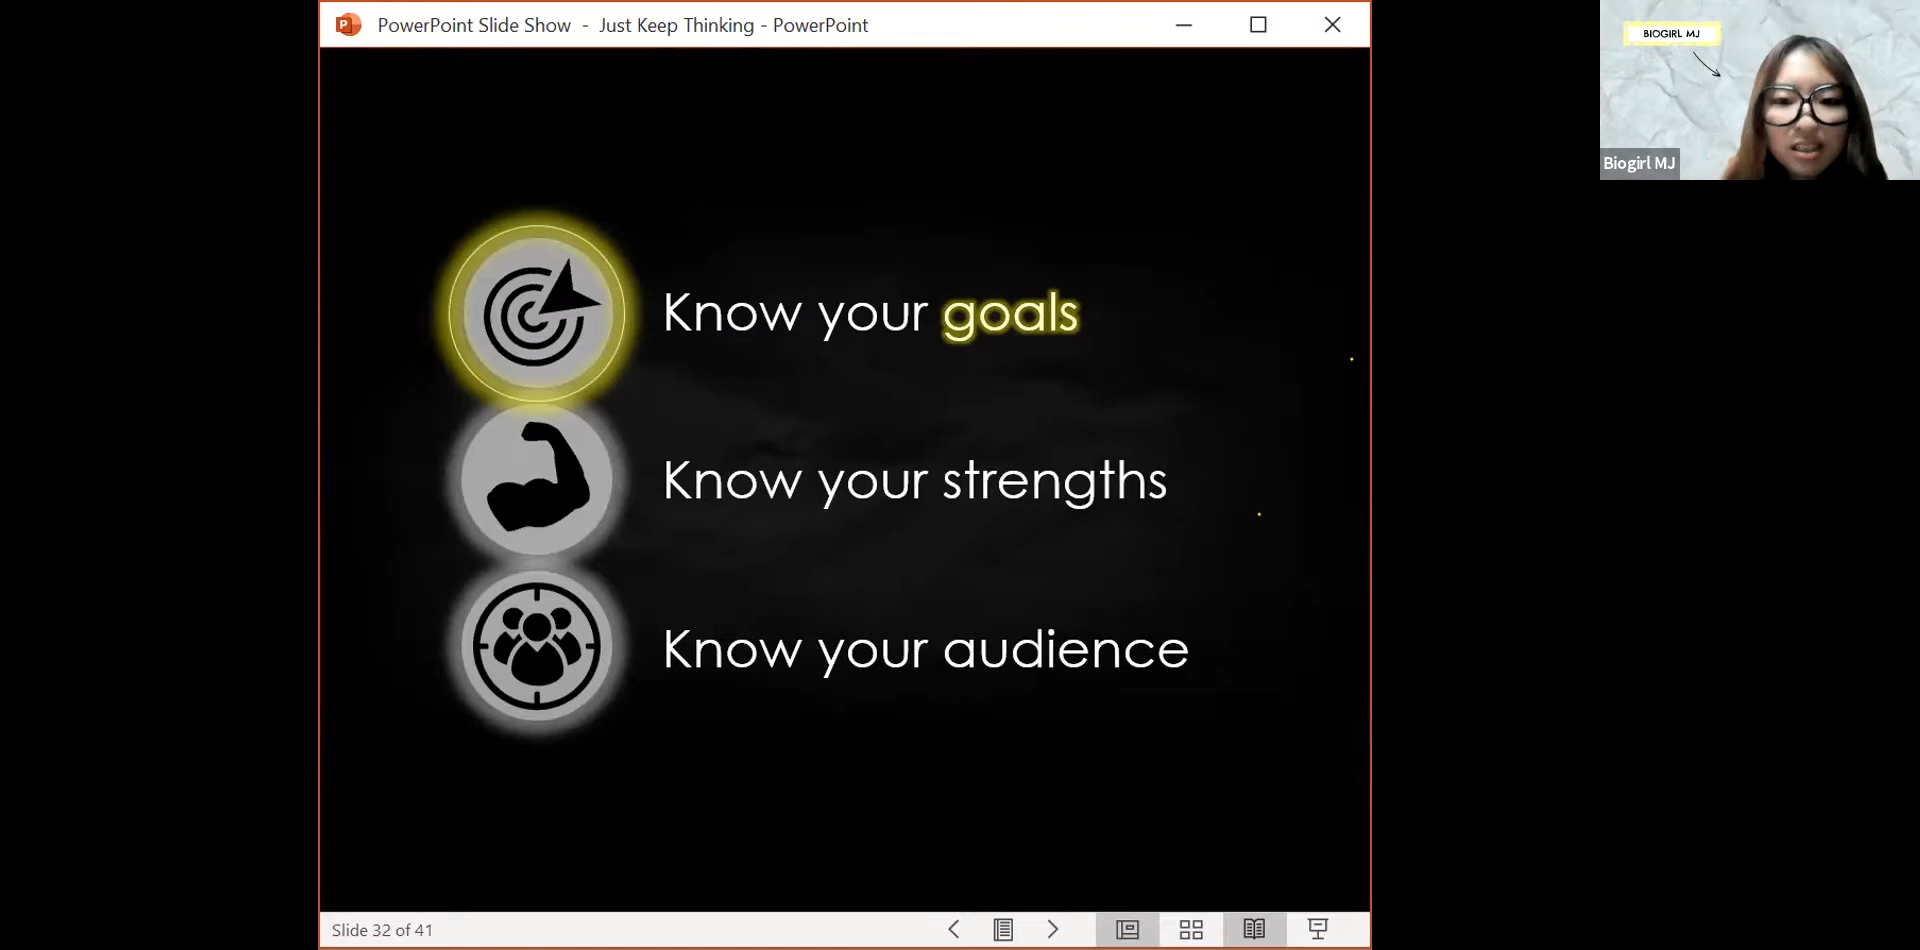 PowerPoint Slide Show - Just Keep Thinking - PowerPoint
BIOGIRL MJ
Biogirl MJ
Know your goals
Know your strengths
Know your audience
Slide 32 of 41